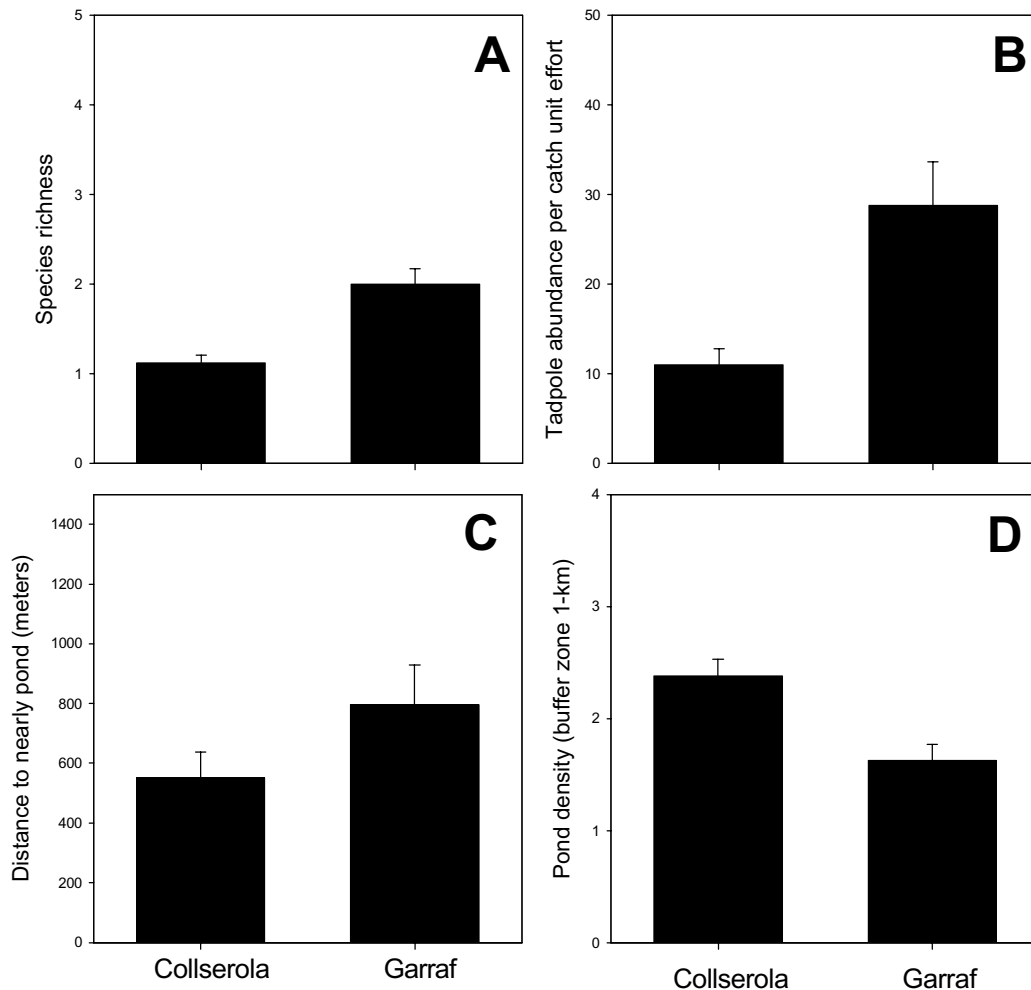 A
Species richness
5
4
3
2
1
0
B
Tadpole abundance per catch unit effort
50
40
30
20
10
0
C
Distance to nearly pond (meters)
1400
1200
1000
800
600
400
200
0
Collserola Garraf
D
Pond density (buffer zone 1-km)
4
3
2
1
0
Collserola Garraf